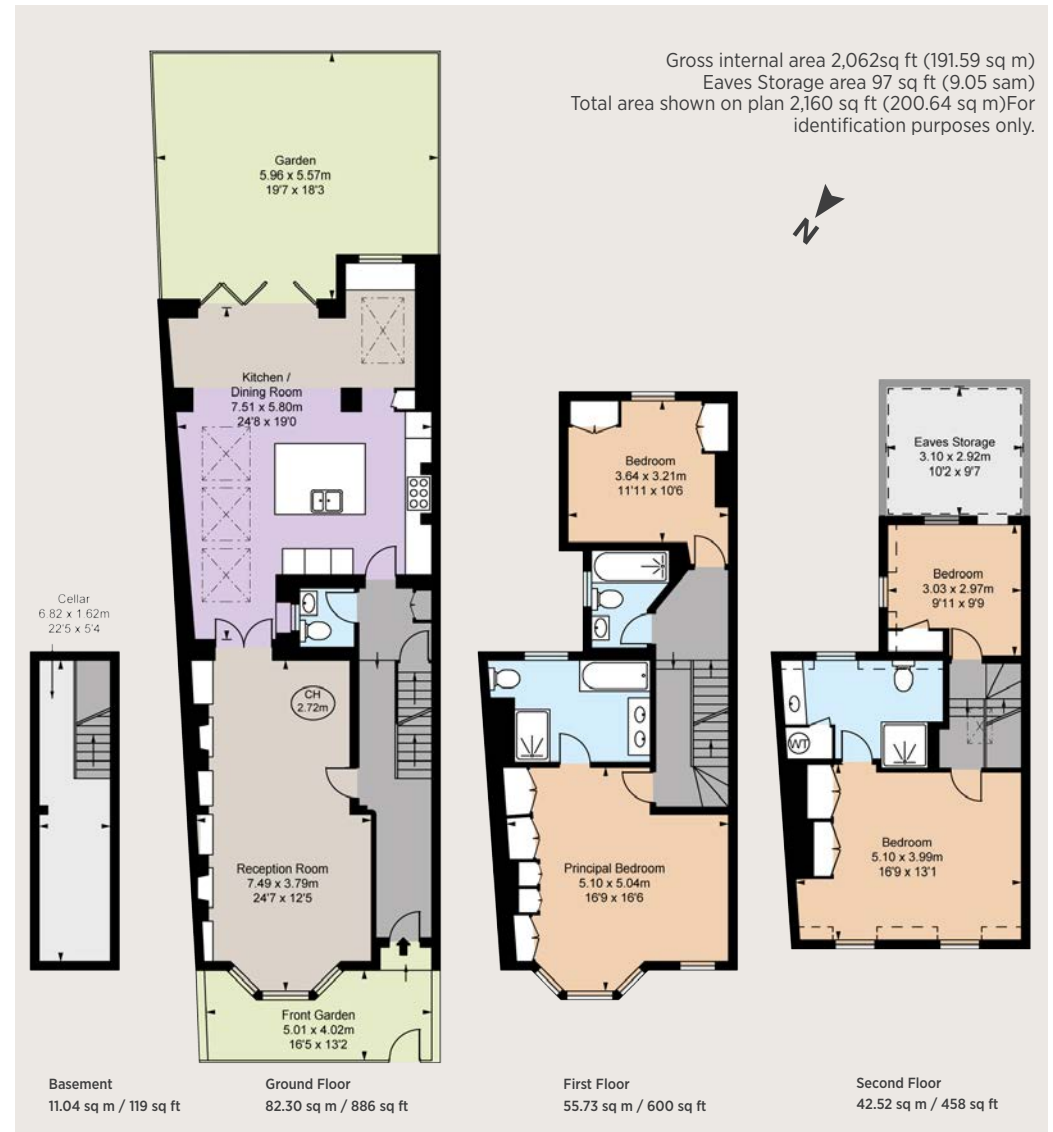 Gross internal area 2,062sq ft (191.59 sq m)
Eaves Storage area 97 sq ft (9.05 sam)
Total area shown on plan 2,160 sq ft (200.64 sq m)For
identification purposes only.
N
Garden
5.96 x 5.57m
19'7 x 18'3
Kitchen /
Dining Room
7.51 x 5.80m
24'8 x 19'0
Cellar
6.82 x 1.62m
22'5 x 5'4
CH
2.72m
Reception Room
7.49 x 3.79m
24'7 x 12'5
Front Garden
5.01 x 4.02m
16'5 x 13'2
Bedroom
3.64 x 3.21m
11'11 x 10'6
Principal Bedroom
5.10 x 5.04m
16'9 x 16'6
Eaves Storage
3.10 x 2.92m
10'2 x 9'7
Bedroom
3.03 x 2.97m
9'11 x 9'9
WT
Bedroom
5.10 x 3.99m
16'9 x 13'1
Basement
11.04 sq m / 119 sq ft
Ground Floor
82.30 sq m / 886 sq ft
First Floor
55.73 sq m / 600 sq ft
Second Floor
42.52 sq m / 458 sq ft